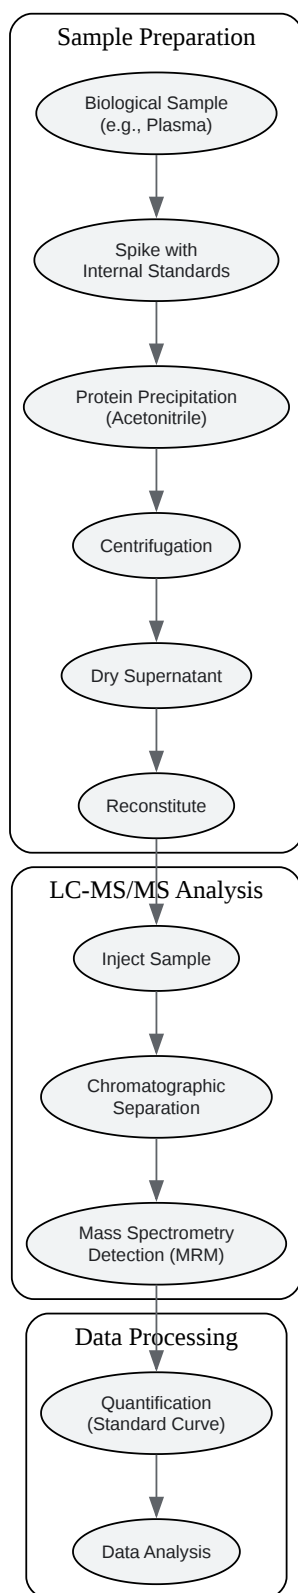 Sample Preparation
Biological Sample
(e.g., Plasma)
Spike with
Internal Standards
Protein Precipitation
(Acetonitrile)
Centrifugation
Dry Supernatant
Reconstitute
LC-MS/MS Analysis
Inject Sample
Chromatographic
Separation
Mass Spectrometry
Detection (MRM)
Data Processing
Quantification
(Standard Curve)
Data Analysis